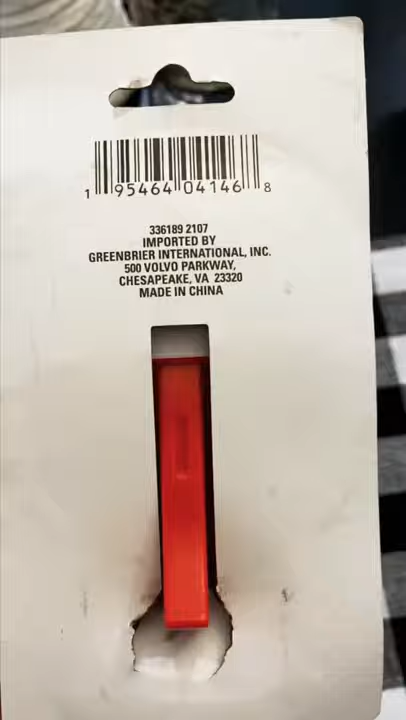 1 95464 04146 8
336189 2107
IMPORTED BY
GREENBRIER INTERNATIONAL, INC.
500 VOLVO PARKWAY,
CHESAPEAKE, VA 23320
MADE IN CHINA